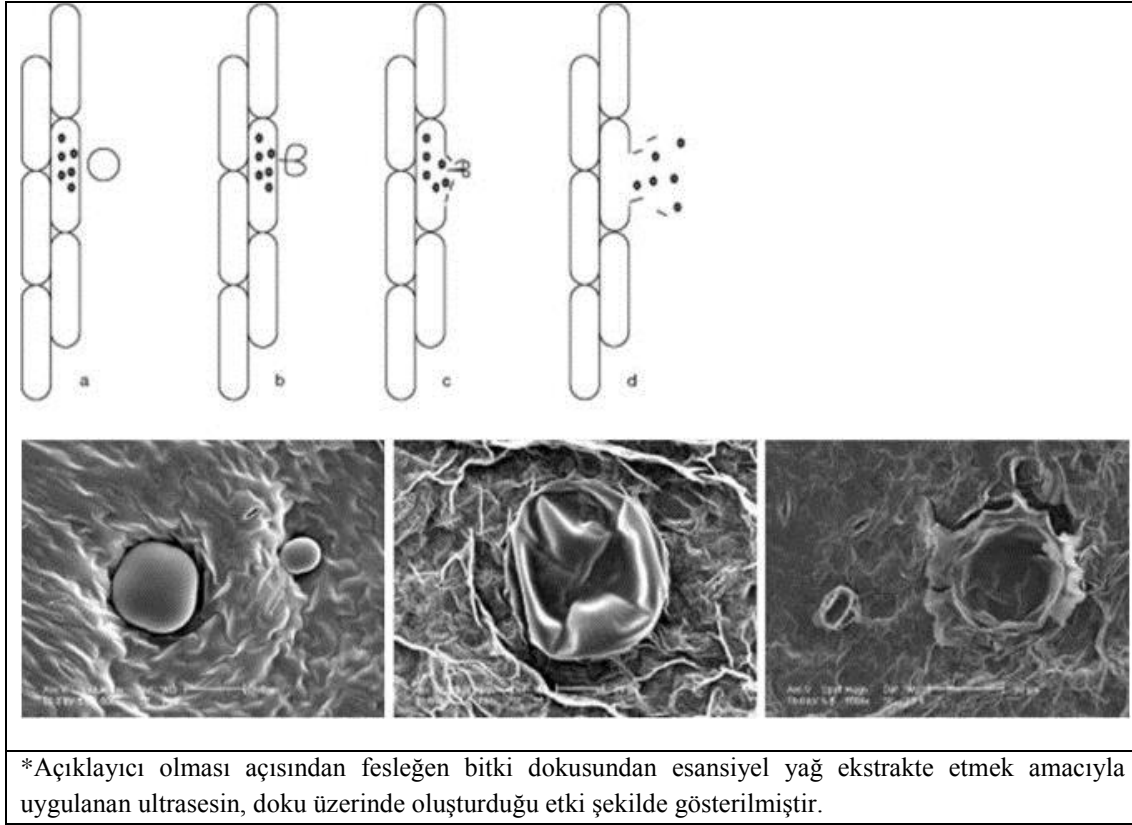 a b c d
*Açıklayıcı olması açısından fesleğen bitki dokusundan esansiyel yağ ekstrakte etmek amacıyla
uygulanan ultrasesin, doku üzerinde oluşturduğu etki şekilde gösterilmiştir.